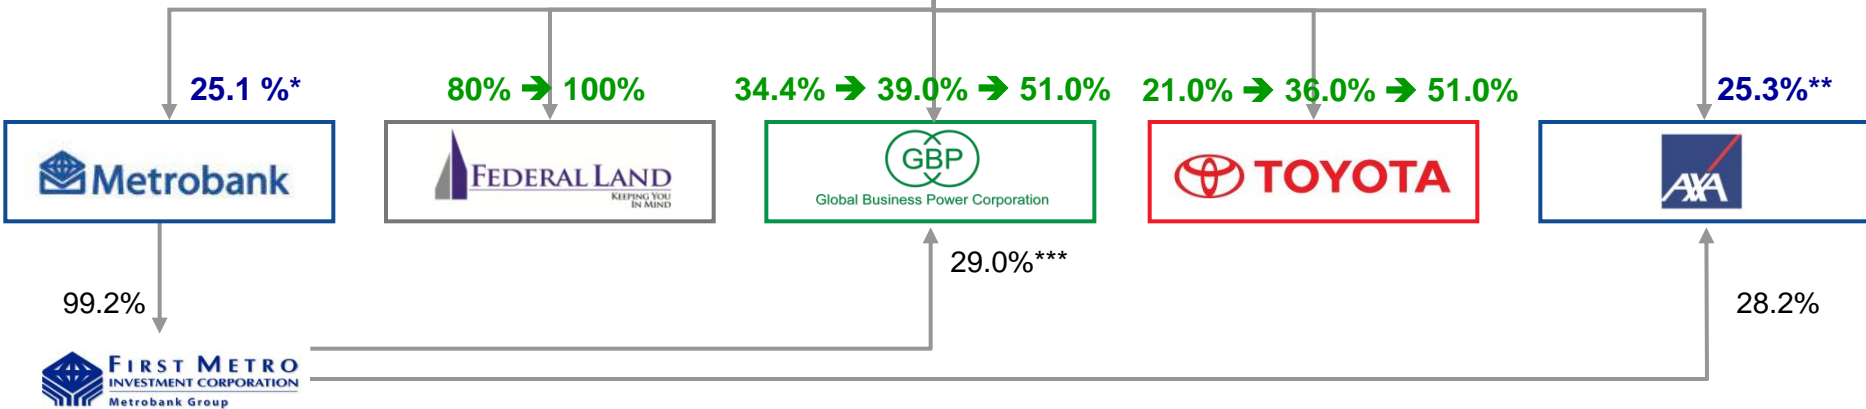 25.1 %*
80% ➔ 100%
34.4% ➔ 39.0% ➔ 51.0%
21.0% ➔ 36.0% ➔ 51.0%
25.3%**
Metrobank
FEDERAL LAND
KEEPING YOU
IN MIND
GBP
Global Business Power Corporation
TOYOTA
AXA
29.0%***
99.2%
28.2%
FIRST METRO
INVESTMENT CORPORATION
Metrobank Group